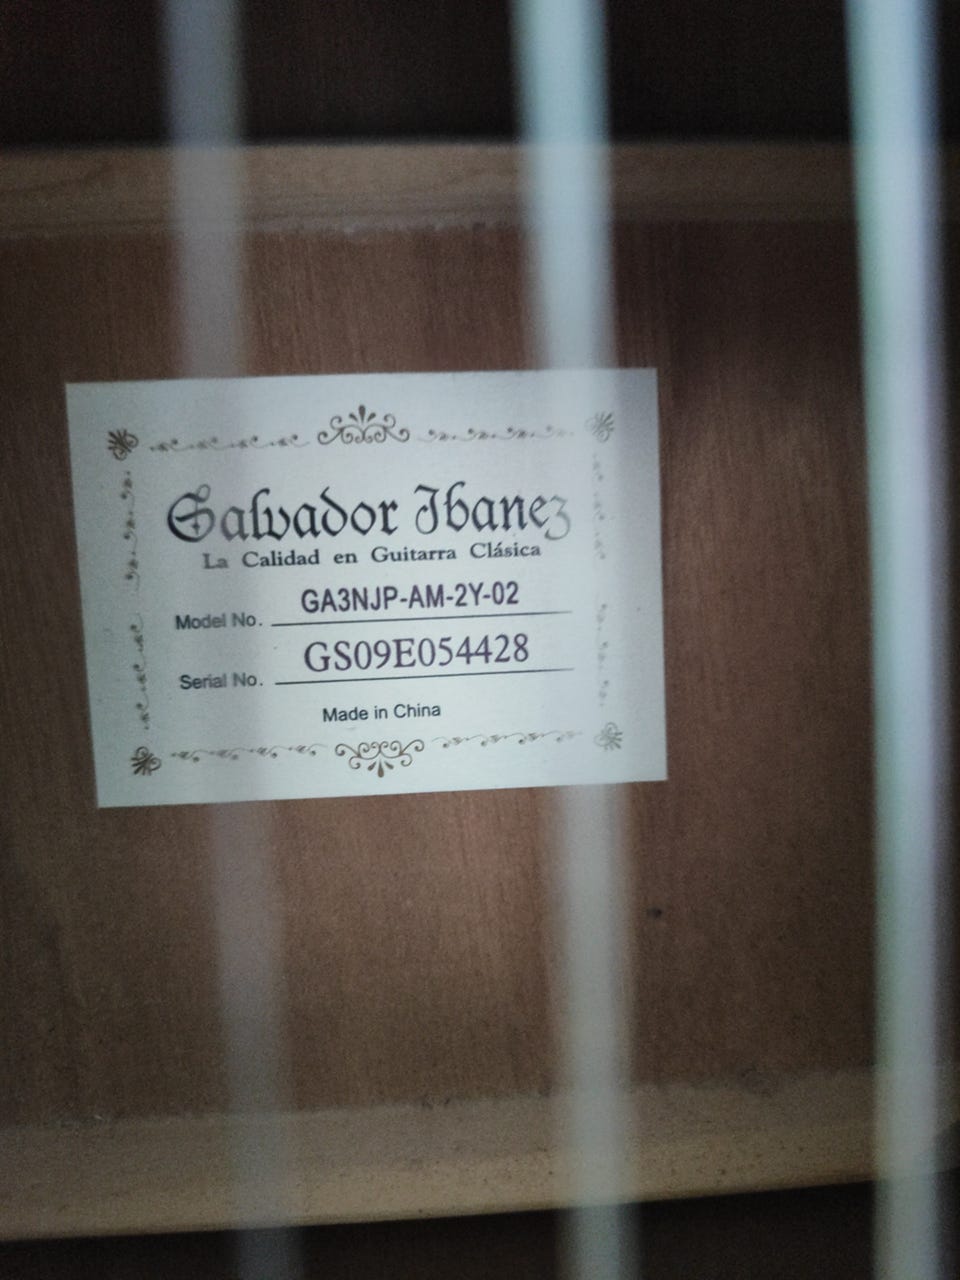 Salvador Ibanez
La Calidad en Guitarra Clásica
Model No. GA3NJP-AM-2Y-02
Serial No. GS09E054428
Made in China